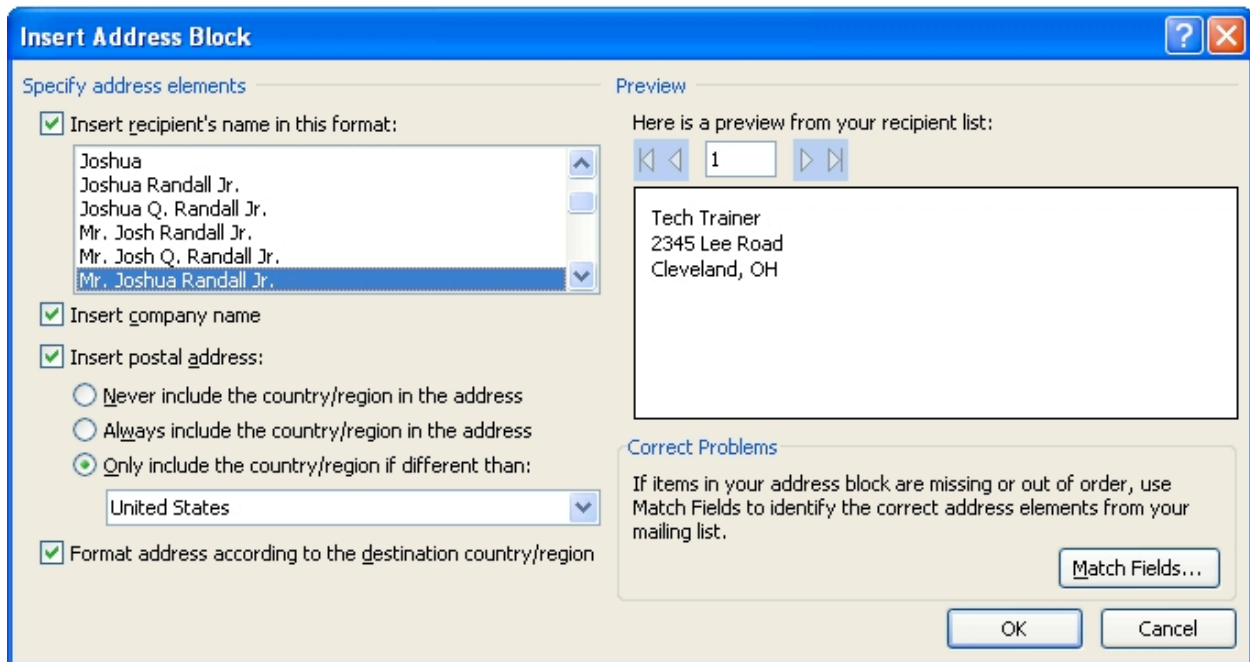 Insert Address Block
Specify address elements
Insert recipient's name in this format:
Joshua
Joshua Randall Jr.
Joshua Q. Randall Jr.
Mr. Josh Randall Jr.
Mr. Josh Q. Randall Jr.
Mr. Joshua Randall Jr.
Insert company name
Insert postal address:
Never include the country/region in the address
Always include the country/region in the address
Only include the country/region if different than:
United States
Format address according to the destination country/region
Preview
Here is a preview from your recipient list:
1
Tech Trainer
2345 Lee Road
Cleveland, OH
Correct Problems
If items in your address block are missing or out of order, use
Match Fields to identify the correct address elements from your
mailing list.
Match Fields...
OK
Cancel